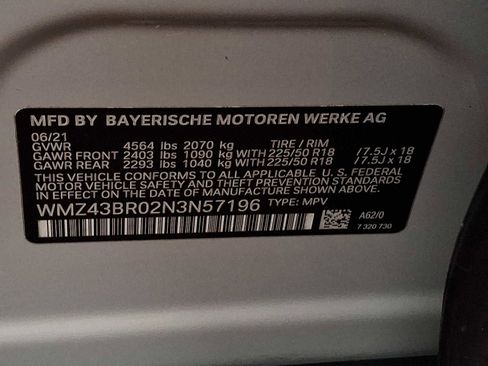 MFD BY BAYERISCHE MOTOREN WERKE AG
06/21
GVWR 4564 lbs 2070 kg TIRE / RIM
GAWR FRONT 2403 lbs 1090 kg WITH 225/50 R18 / 7.5J x 18
GAWR REAR 2293 lbs 1040 kg WITH 225/50 R18 / 7.5J x 18
THIS VEHICLE CONFORMS TO ALL APPLICABLE U. S. FEDERAL
MOTOR VEHICLE SAFETY STANDARDS IN EFFECT ON THE DATE
OF MANUFACTURE SHOWN ABOVE.
WMZ43BR02N3N57196 TYPE: MPV
A62/0
7 320 730